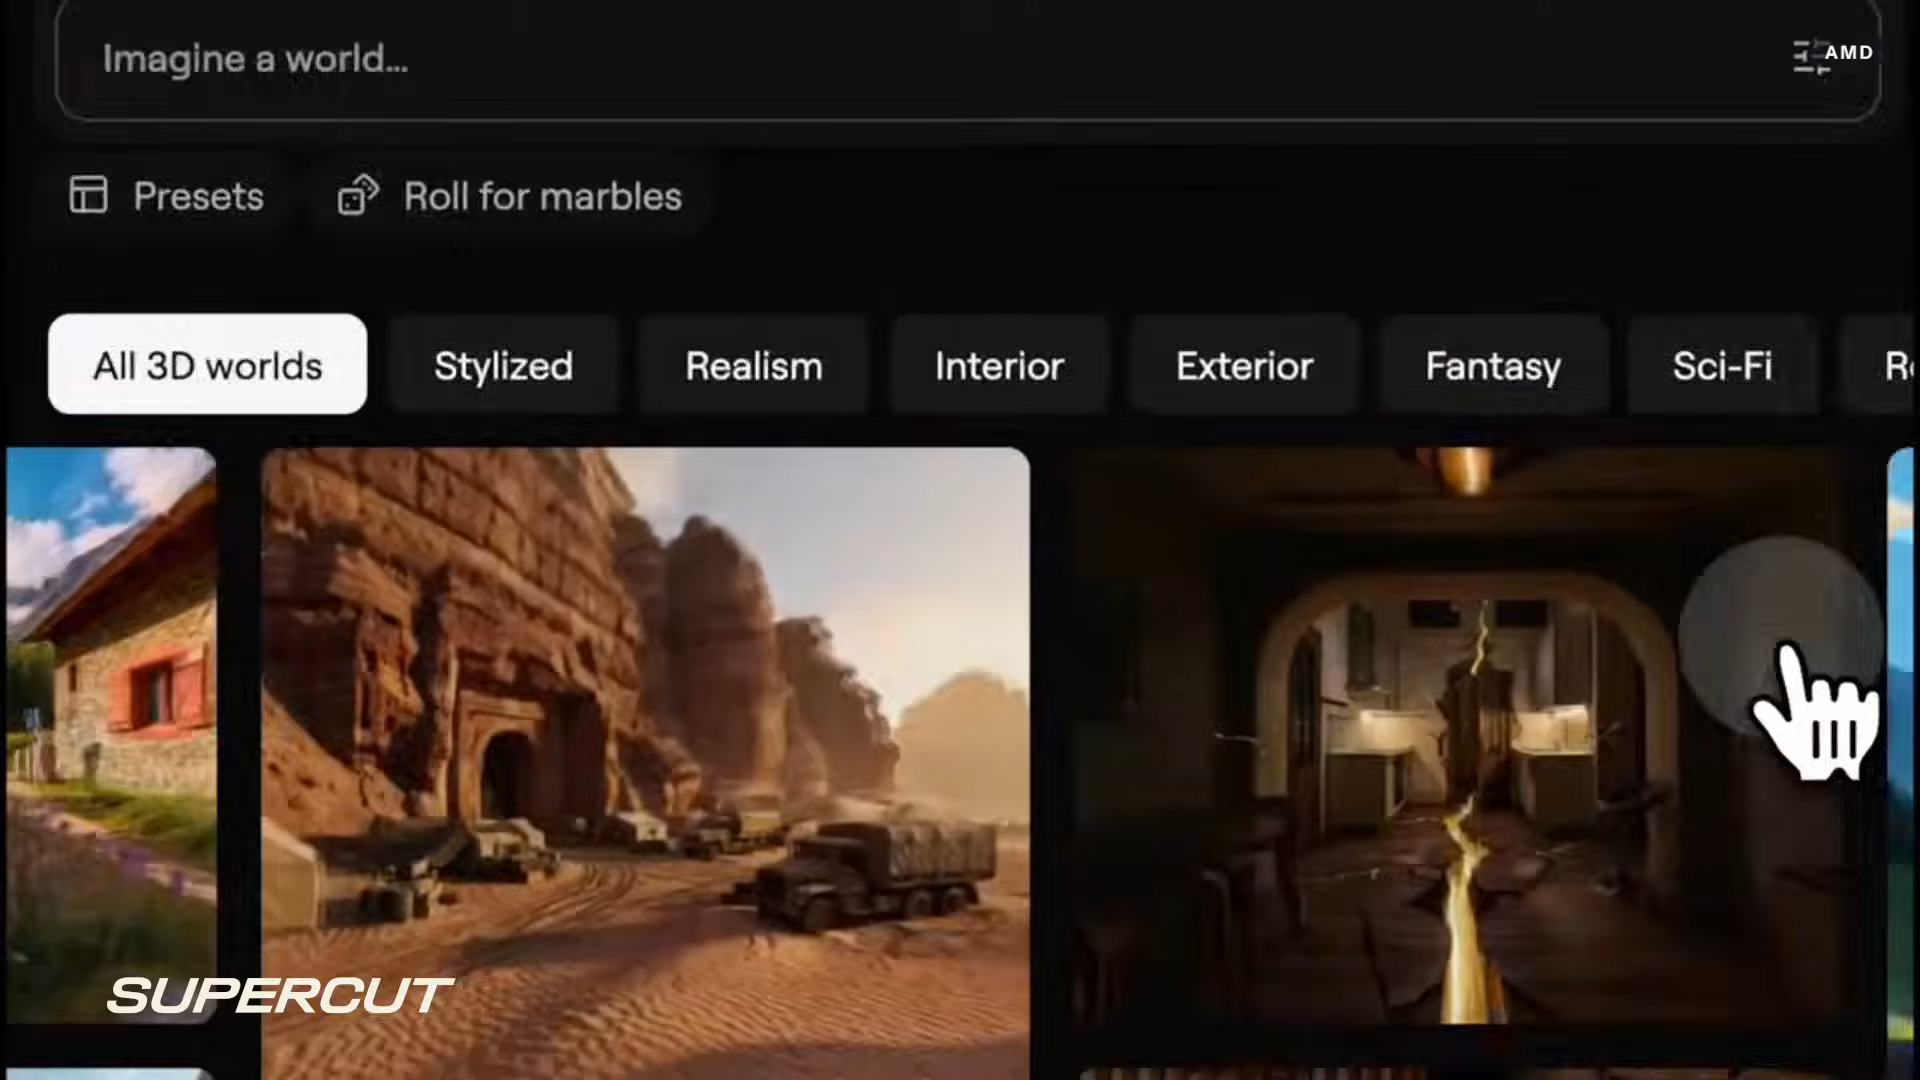 Imagine a world...
AMD
Presets
Roll for marbles
All 3D worlds
Stylized
Realism
Interior
Exterior
Fantasy
Sci-Fi
SUPERCUT